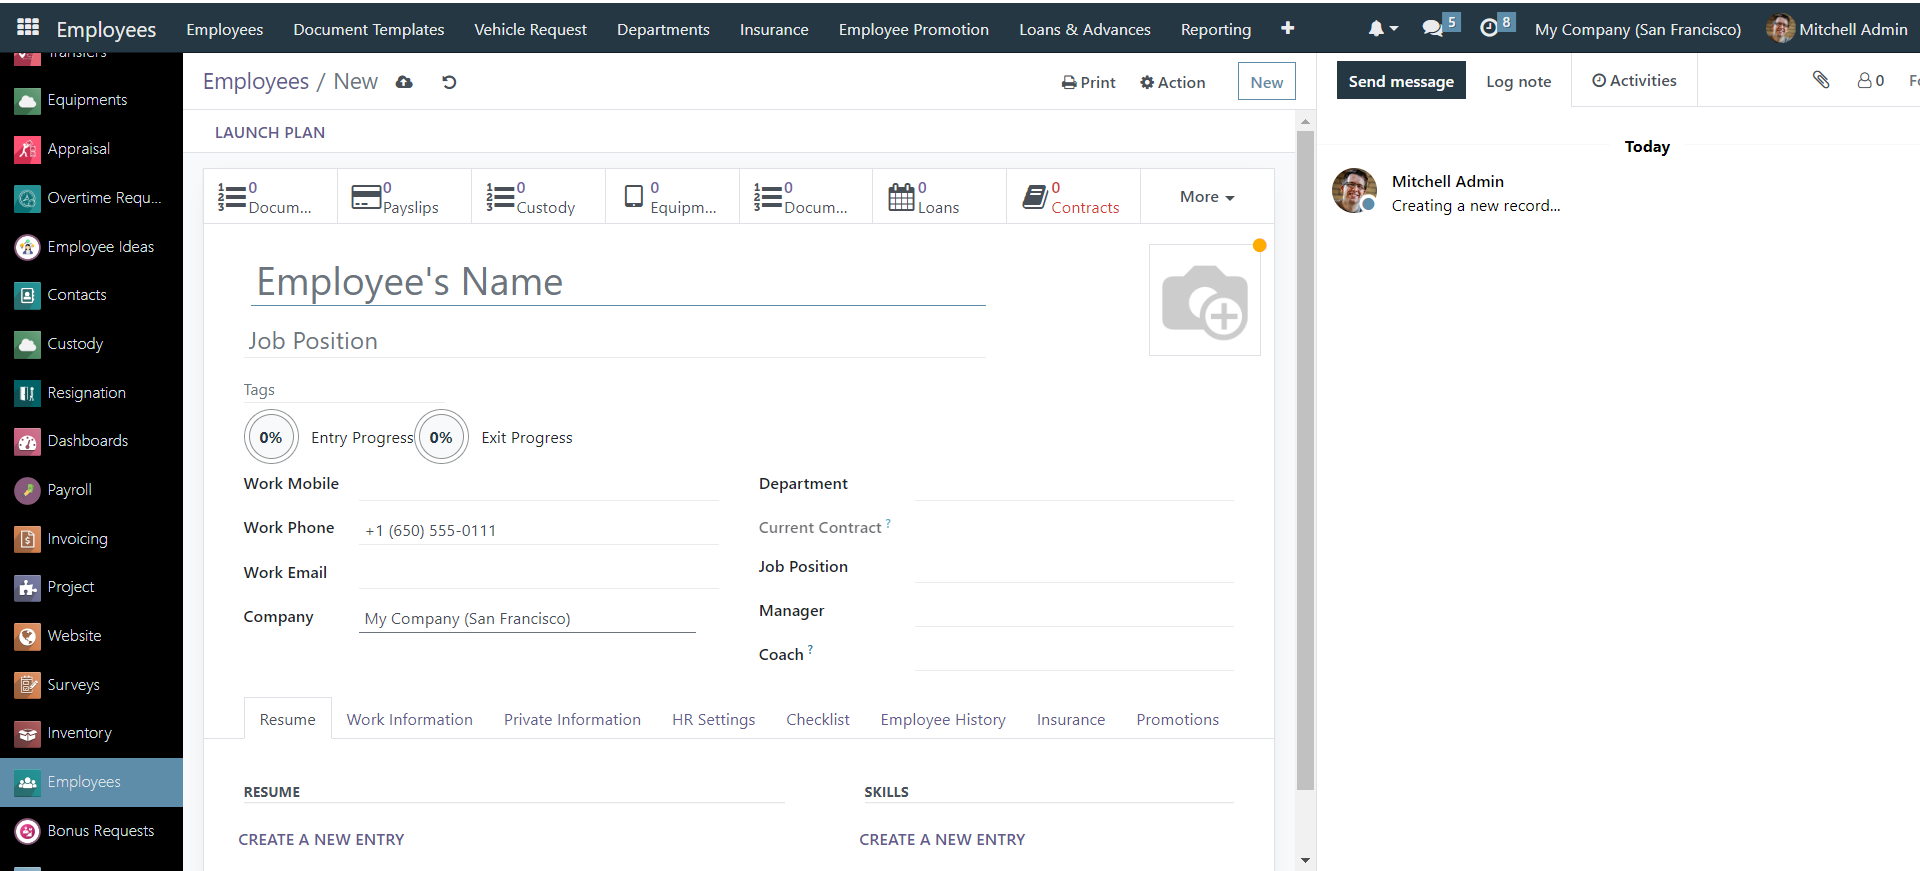 Employees
Employees
Document Templates
Vehicle Request
Departments
Insurance
Employee Promotion
Loans & Advances
Reporting
5
8
My Company (San Francisco)
Mitchell Admin
Transfers
Equipments
Appraisal
Overtime Requ...
Employee Ideas
Contacts
Custody
Resignation
Dashboards
Payroll
Invoicing
Project
Website
Surveys
Inventory
Employees
Bonus Requests
Employees / New
Print
Action
New
LAUNCH PLAN
0
Docum...
0
Payslips
0
Custody
0
Equipm...
0
Docum...
0
Loans
0
Contracts
More
Employee's Name
Job Position
Tags
0%
Entry Progress
0%
Exit Progress
Work Mobile
Work Phone
+1 (650) 555-0111
Work Email
Company
My Company (San Francisco)
Department
Current Contract ?
Job Position
Manager
Coach ?
Resume
Work Information
Private Information
HR Settings
Checklist
Employee History
Insurance
Promotions
RESUME
CREATE A NEW ENTRY
SKILLS
CREATE A NEW ENTRY
Send message
Log note
Activities
0
Fo
Today
Mitchell Admin
Creating a new record...